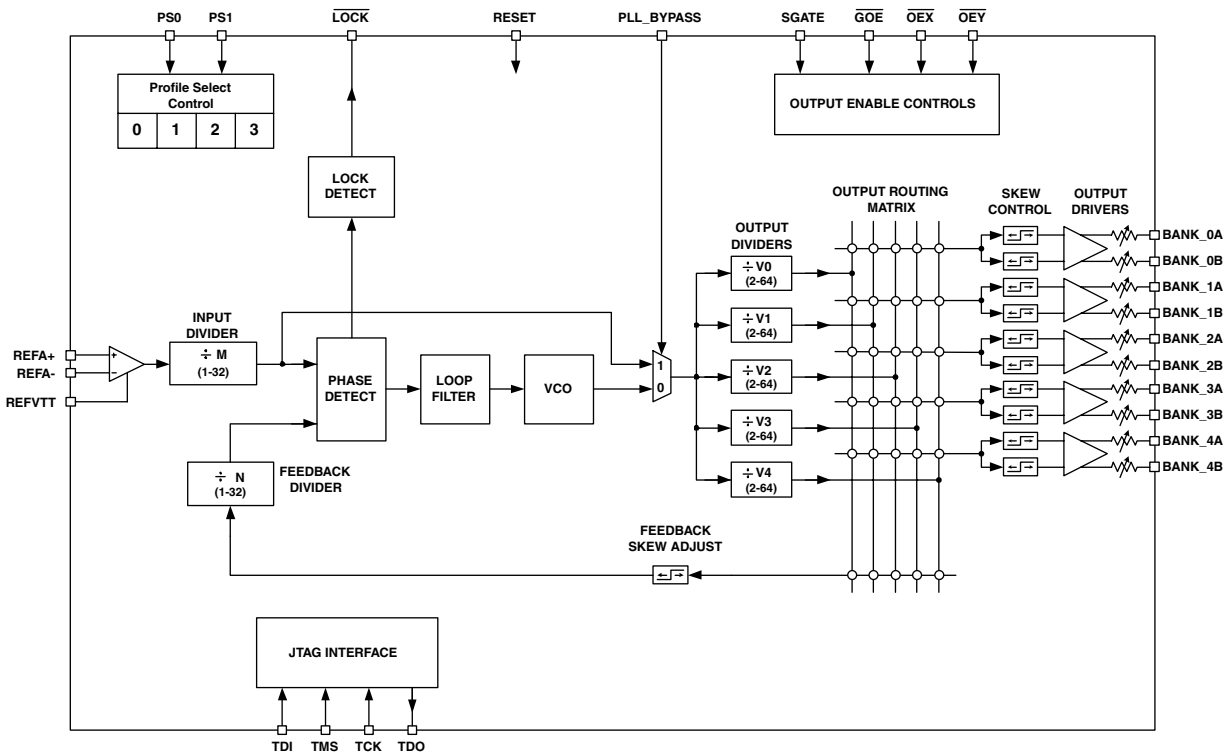 PS0
PS1
LOCK
RESET
PLL_BYPASS
SGATE
GOE
OEX
OEY
Profile Select
Control
0
1
2
3
OUTPUT ENABLE CONTROLS
LOCK
DETECT
OUTPUT ROUTING
MATRIX
SKEW
CONTROL
OUTPUT
DRIVERS
OUTPUT
DIVIDERS
÷ V0
(2-64)
÷ V1
(2-64)
÷ V2
(2-64)
÷ V3
(2-64)
÷ V4
(2-64)
BANK_0A
BANK_0B
BANK_1A
BANK_1B
BANK_2A
BANK_2B
BANK_3A
BANK_3B
BANK_4A
BANK_4B
INPUT
DIVIDER
÷ M
(1-32)
REFA+
REFA-
REFVTT
+
−
PHASE
DETECT
LOOP
FILTER
VCO
1
0
÷ N
(1-32)
FEEDBACK
DIVIDER
FEEDBACK
SKEW ADJUST
JTAG INTERFACE
TDI
TMS
TCK
TDO